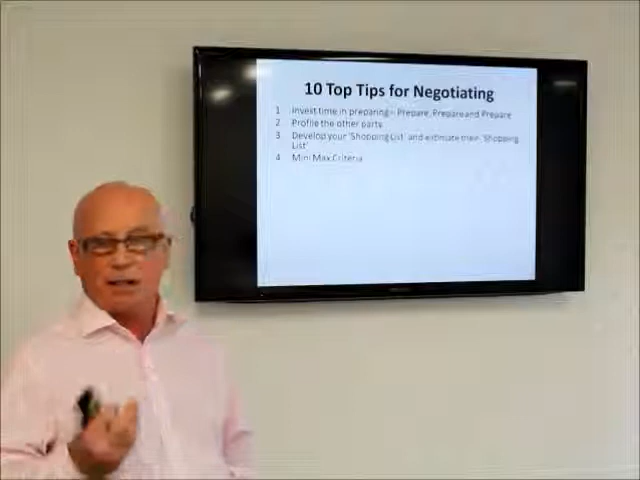 10 Top Tips for Negotiating
1 Invest time in preparing – Prepare, Prepare and Prepare
2 Profile the other party
3 Develop your 'Shopping List' and estimate their 'Shopping
List'
4 Mini Max Criteria